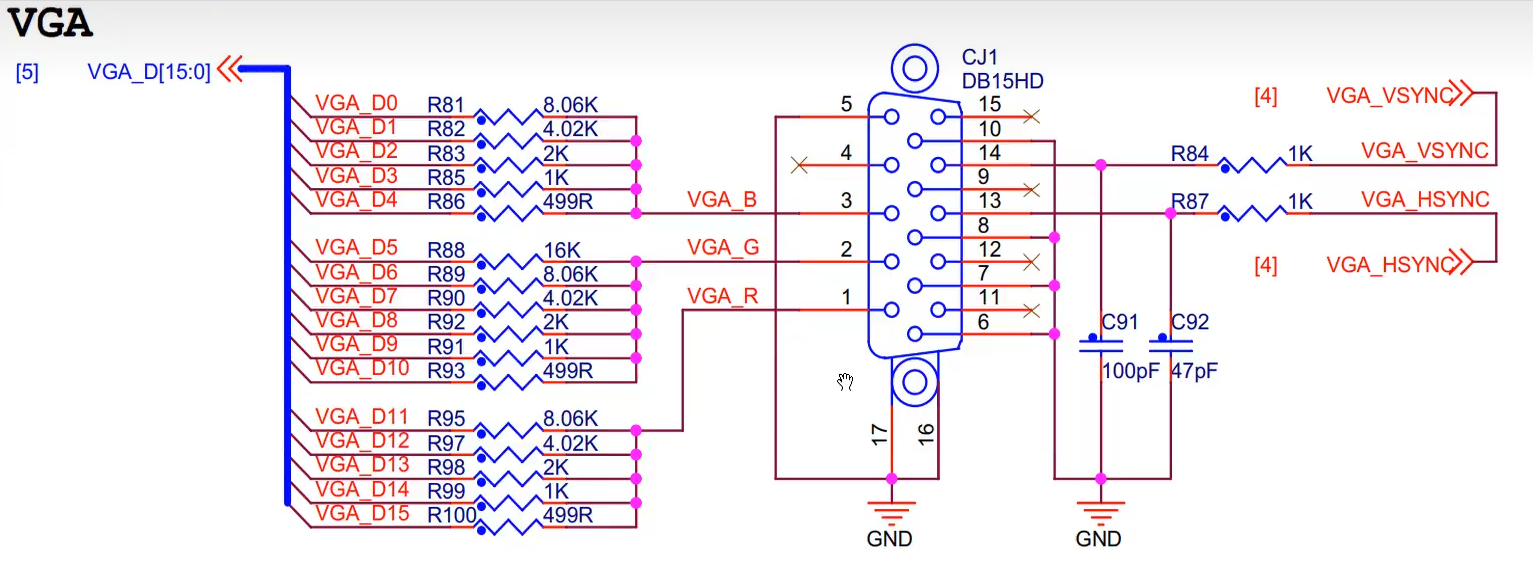 VGA
[5] VGA_D[15:0]
CJ1
DB15HD
[4] VGA_VSYNC
VGA_D0 R81 8.06K 5 15
VGA_D1 R82 4.02K 10
VGA_D2 R83 2K 4 14 R84 1K VGA_VSYNC
VGA_D3 R85 1K 9
VGA_D4 R86 499R VGA_B 3 13 R87 1K VGA_HSYNC
8
VGA_D5 R88 16K VGA_G 2 12
[4] VGA_HSYNC
VGA_D6 R89 8.06K 7
VGA_D7 R90 4.02K VGA_R 1 11
VGA_D8 R92 2K 6 C91 C92
VGA_D9 R91 1K
VGA_D10 R93 499R 100pF 47pF
VGA_D11 R95 8.06K
VGA_D12 R97 4.02K 17 16
VGA_D13 R98 2K
VGA_D14 R99 1K
VGA_D15 R100 499R
GND GND